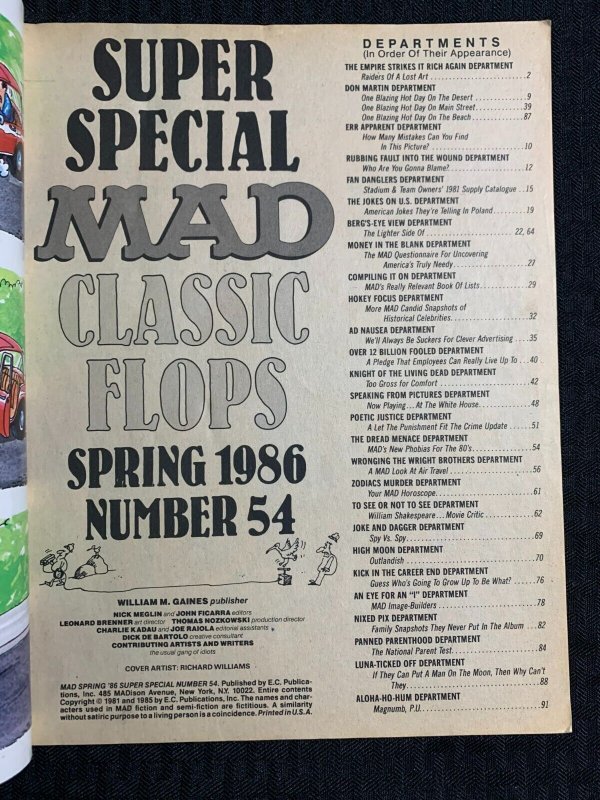 SUPER
SPECIAL
MAD
CLASSIC
FLOPS
SPRING 1986
NUMBER 54
WILLIAM M. GAINES publisher
NICK MEGLIN and JOHN FICARRA editors
LEONARD BRENNER art director THOMAS NOZKOWSKI production director
CHARLIE KADAU and JOE RAIOLA editorial assistants
DICK DE BARTOLO creative consultant
CONTRIBUTING ARTISTS AND WRITERS
the usual gang of idiots
COVER ARTIST: RICHARD WILLIAMS
MAD SPRING '86 SUPER SPECIAL NUMBER 54. Published by E.C. Publica-
tions, Inc. 485 MADison Avenue, New York, N.Y. 10022. Entire contents
Copyright © 1981 and 1985 by E.C. Publications, Inc. The names and char-
acters used in MAD fiction and semi-fiction are fictitious. A similarity
without satiric purpose to a living person is a coincidence. Printed in U.S.A.
DEPARTMENTS
(In Order Of Their Appearance)
THE EMPIRE STRIKES IT RICH AGAIN DEPARTMENT
Raiders Of A Lost Art ........ 2
DON MARTIN DEPARTMENT
One Blazing Hot Day On The Desert ........ 9
One Blazing Hot Day On Main Street ........ 39
One Blazing Hot Day On The Beach ........ 87
ERR APPARENT DEPARTMENT
How Many Mistakes Can You Find
In This Picture? ........ 10
RUBBING FAULT INTO THE WOUND DEPARTMENT
Who Are You Gonna Blame? ........ 12
FAN DANGLERS DEPARTMENT
Stadium & Team Owners' 1981 Supply Catalogue ..15
THE JOKES ON U.S. DEPARTMENT
American Jokes They're Telling In Poland ........ 19
BERG'S-EYE VIEW DEPARTMENT
The Lighter Side Of ........ 22, 64
MONEY IN THE BLANK DEPARTMENT
The MAD Questionnaire For Uncovering
America's Truly Needy ........ 27
COMPILING IT ON DEPARTMENT
MAD's Really Relevant Book Of Lists ........ 29
HOKEY FOCUS DEPARTMENT
More MAD Candid Snapshots of
Historical Celebrities ........ 32
AD NAUSEA DEPARTMENT
We'll Always Be Suckers For Clever Advertising ....35
OVER 12 BILLION FOOLED DEPARTMENT
A Pledge That Employees Can Really Live Up To ...40
KNIGHT OF THE LIVING DEAD DEPARTMENT
Too Gross for Comfort ........ 42
SPEAKING FROM PICTURES DEPARTMENT
Now Playing...At The White House ........ 48
POETIC JUSTICE DEPARTMENT
A Let The Punishment Fit The Crime Update ...... 51
THE DREAD MENACE DEPARTMENT
MAD's New Phobias For The 80's ........ 54
WRONGING THE WRIGHT BROTHERS DEPARTMENT
A MAD Look At Air Travel ........ 56
ZODIACS MURDER DEPARTMENT
Your MAD Horoscope ........ 61
TO SEE OR NOT TO SEE DEPARTMENT
William Shakespeare...Movie Critic ........ 62
JOKE AND DAGGER DEPARTMENT
Spy Vs. Spy ........ 69
HIGH MOON DEPARTMENT
Outlandish ........ 70
KICK IN THE CAREER END DEPARTMENT
Guess Who's Going To Grow Up To Be What? ...... 76
AN EYE FOR AN "I" DEPARTMENT
MAD Image-Builders ........ 78
NIXED PIX DEPARTMENT
Family Snapshots They Never Put In The Album ... 82
PANNED PARENTHOOD DEPARTMENT
The National Parent Test ........ 84
LUNA-TICKED OFF DEPARTMENT
If They Can Put A Man On The Moon, Then Why Can't
They ........ 88
ALOHA-HO-HUM DEPARTMENT
Magnumb, P.U. ........ 91